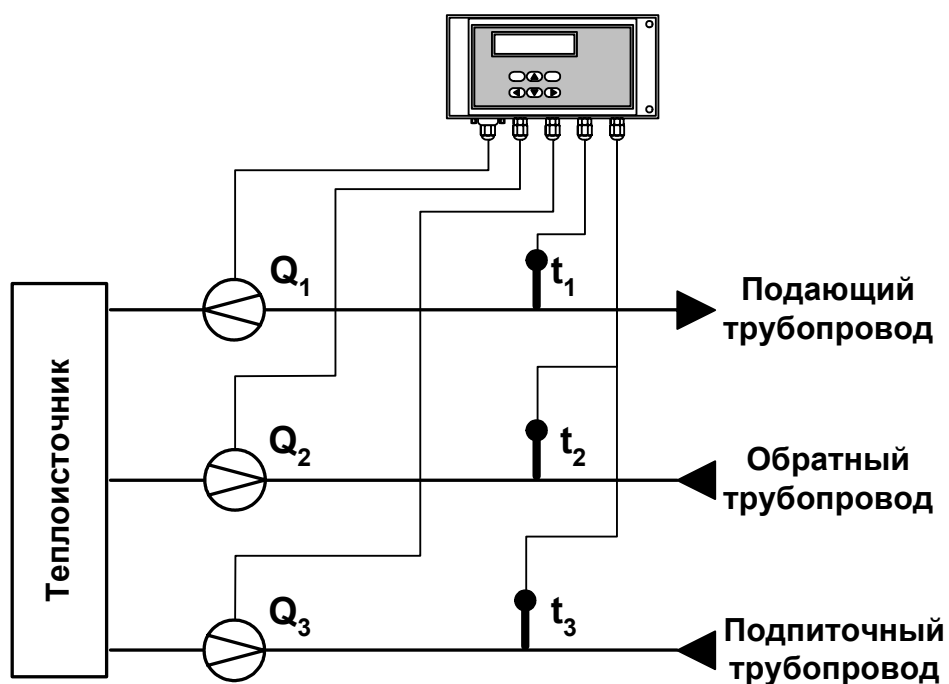 Q1
t1
Подающий
трубопровод
Теплоисточник
Q2
t2
Обратный
трубопровод
Q3
t3
Подпиточный
трубопровод